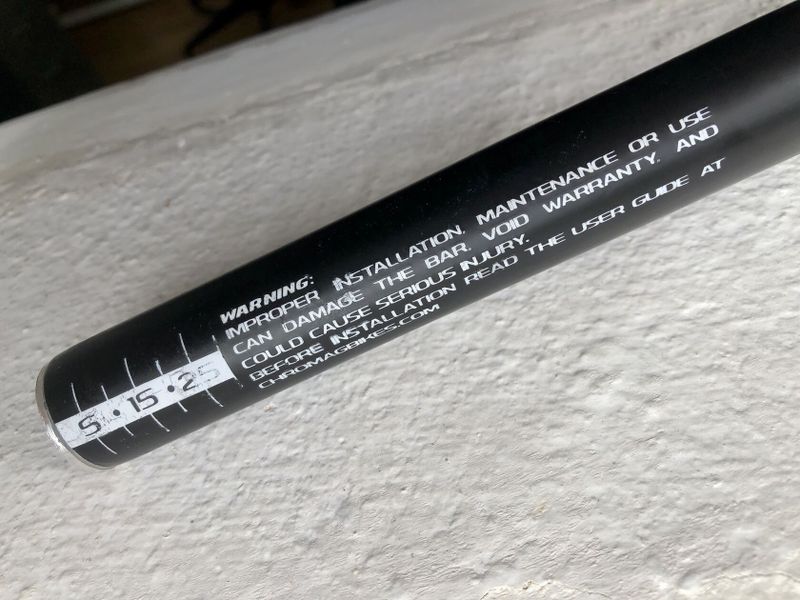 WARNING:
IMPROPER INSTALLATION, MAINTENANCE OR USE
CAN DAMAGE THE BAR, VOID WARRANTY, AND
COULD CAUSE SERIOUS INJURY.
BEFORE INSTALLATION READ THE USER GUIDE AT
CHROMAGBIKES.COM
5 • 15 • 25